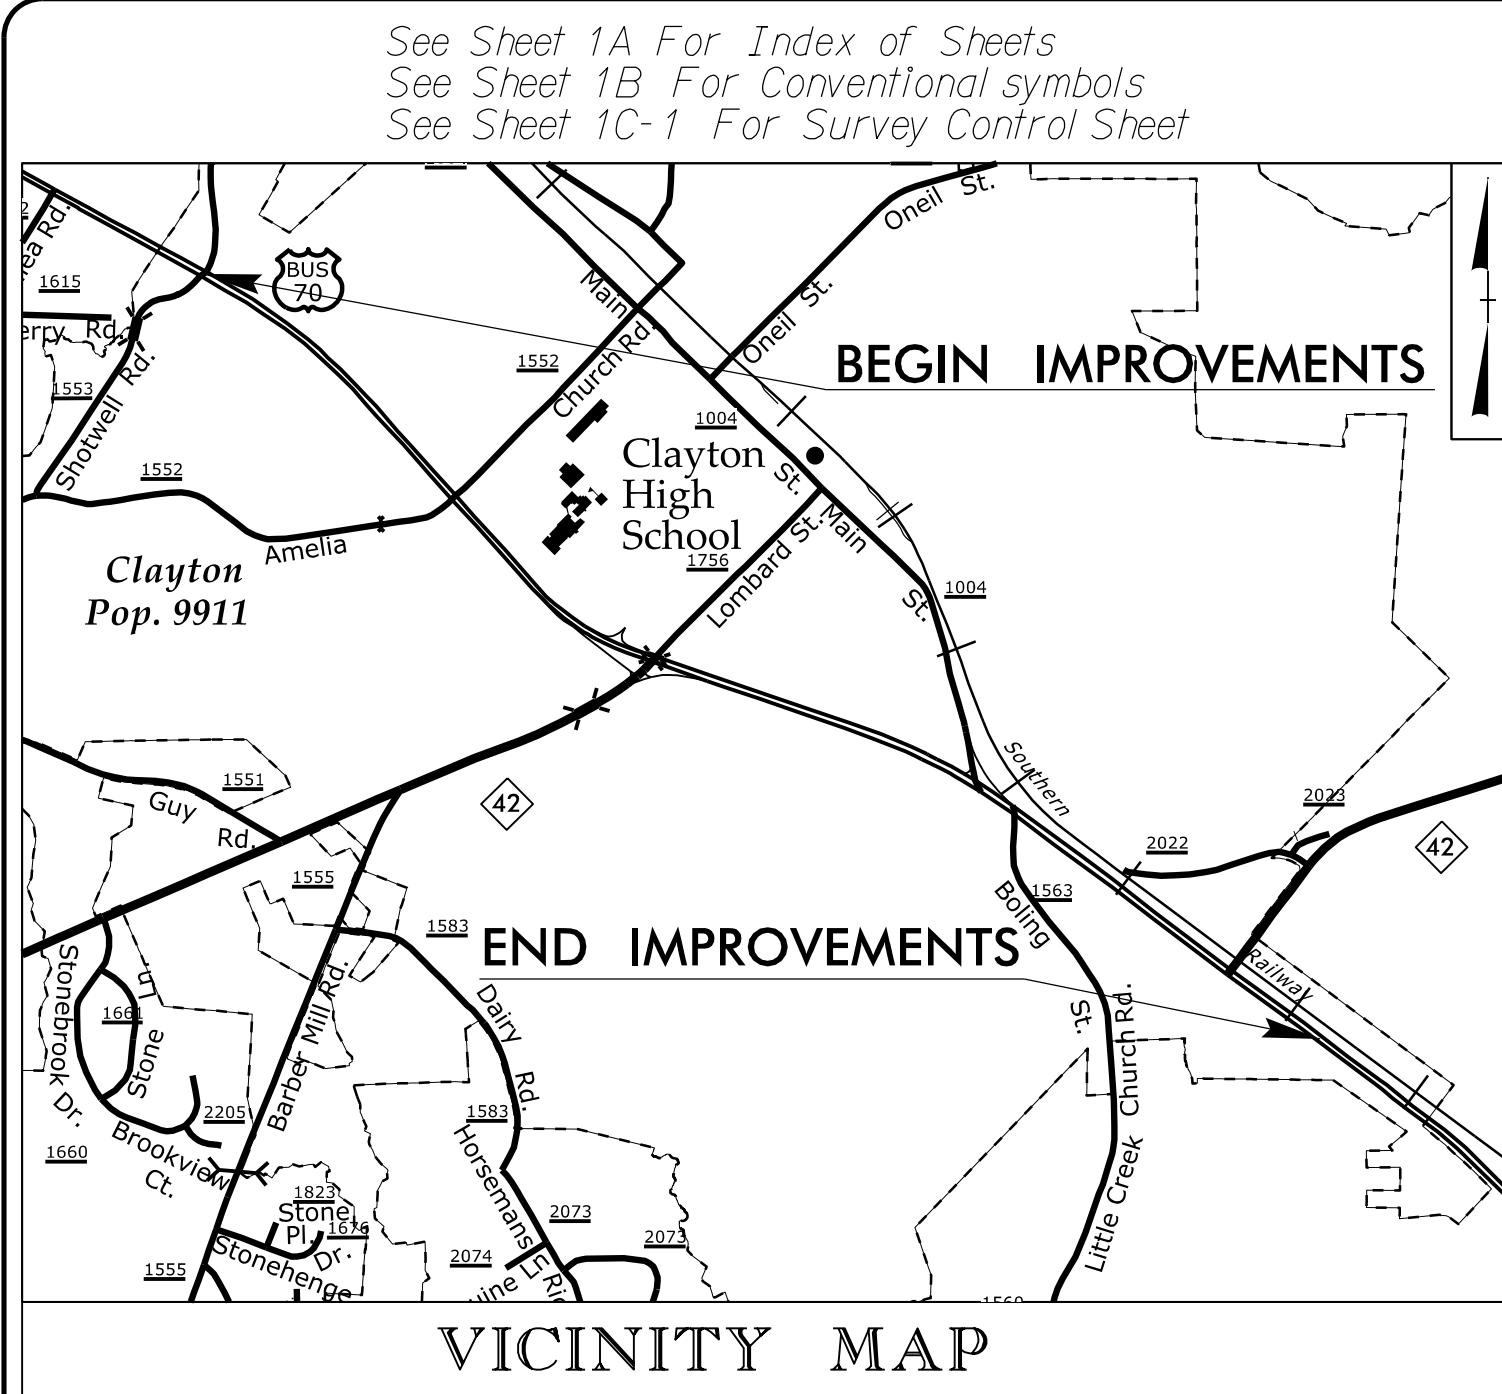 See Sheet 1A For Index of Sheets
See Sheet 1B For Conventional symbols
See Sheet 1C-1 For Survey Control Sheet
Oneil St.
Rd.
1615
BUS
70
Main
Oneil St.
Rd.
Church Rd.
1552
BEGIN IMPROVEMENTS
1553
Shotwell Rd.
1004
Clayton
High
School
St.
1552
Amelia
Main
St.
1756
Lombard St.
1004
Clayton
Pop. 9911
Southern
1551
Guy
Rd.
42
2023
2022
42
1555
1563
Boling
St.
1583
END IMPROVEMENTS
Railway
Stonebrook Dr.
Stone Ln.
1661
Barber Mill Rd.
Dairy Rd.
Little Creek Church Rd.
2205
1583
1660
Brookview
Ct.
Horsemans
1823
Stone
Pl.
1676
Dr.
Stonehenge
2073
2073
2074
1555
1560
VICINITY MAP